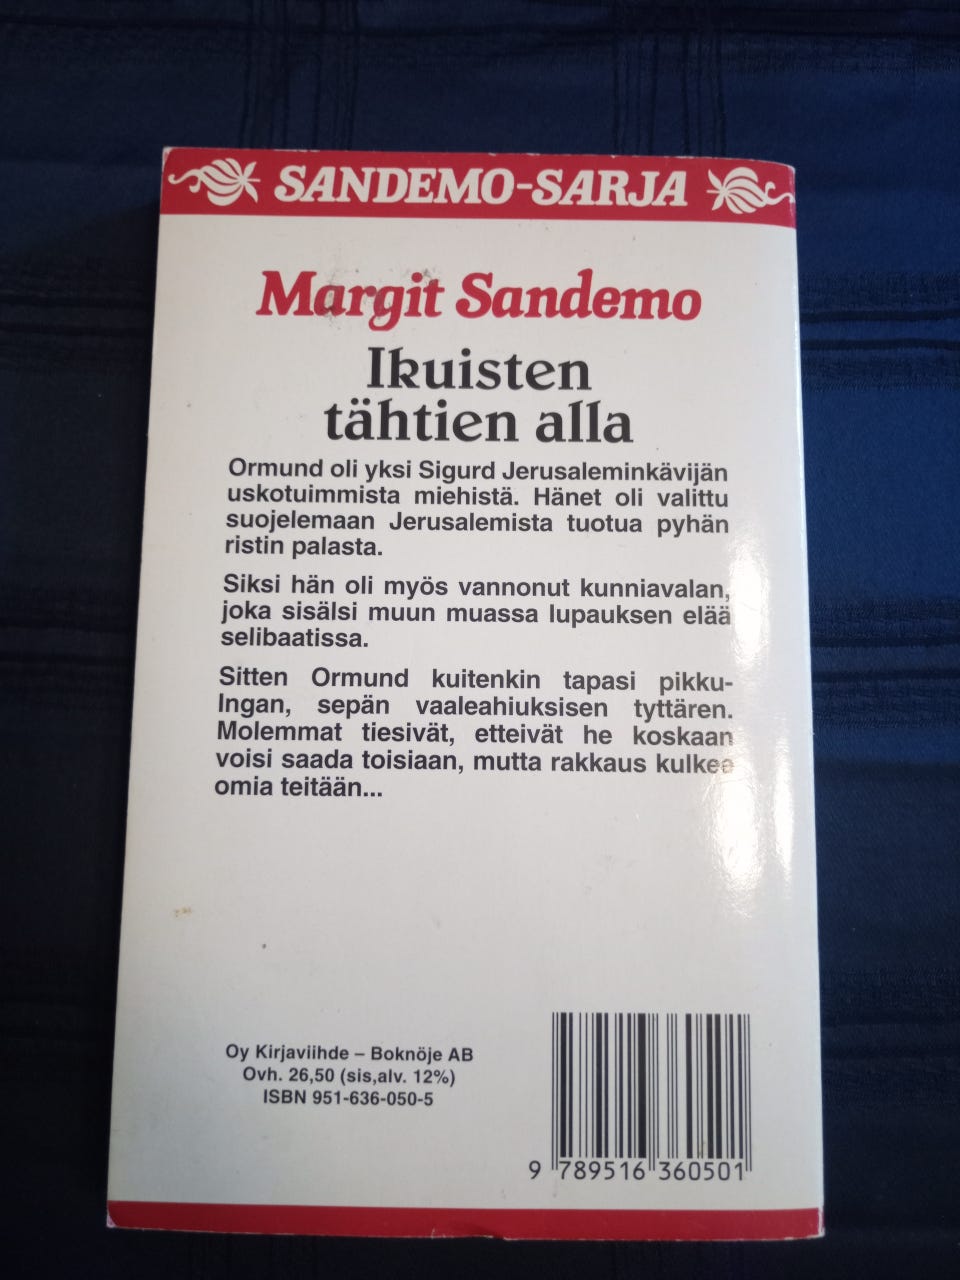 SANDEMO-SARJA
Margit Sandemo
Ikuisten
tähtien alla
Ormund oli yksi Sigurd Jerusaleminkävijän
uskotuimmista miehistä. Hänet oli valittu
suojelemaan Jerusalemista tuotua pyhän
ristin palasta.
Siksi hän oli myös vannonut kunniavalan,
joka sisälsi muun muassa lupauksen elää
selibaatissa.
Sitten Ormund kuitenkin tapasi pikku-
Ingan, sepän vaaleahiuksisen tyttären.
Molemmat tiesivät, etteivät he koskaan
voisi saada toisiaan, mutta rakkaus kulkee
omia teitään...
Oy Kirjaviihde – Boknöje AB
Ovh. 26,50 (sis,alv. 12%)
ISBN 951-636-050-5
9 789516 360501